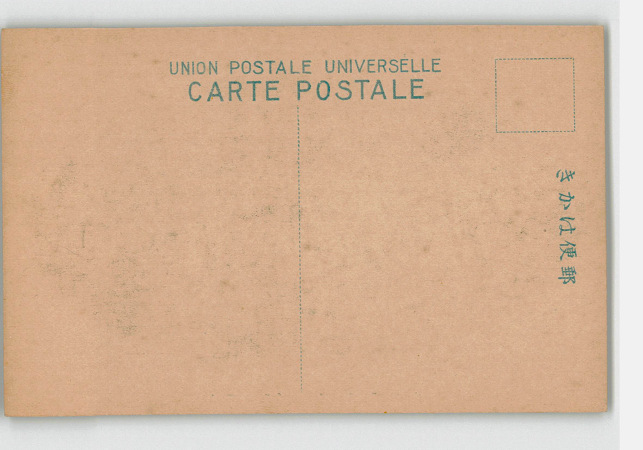 UNION POSTALE UNIVERSELLE
CARTE POSTALE
きかは便郵